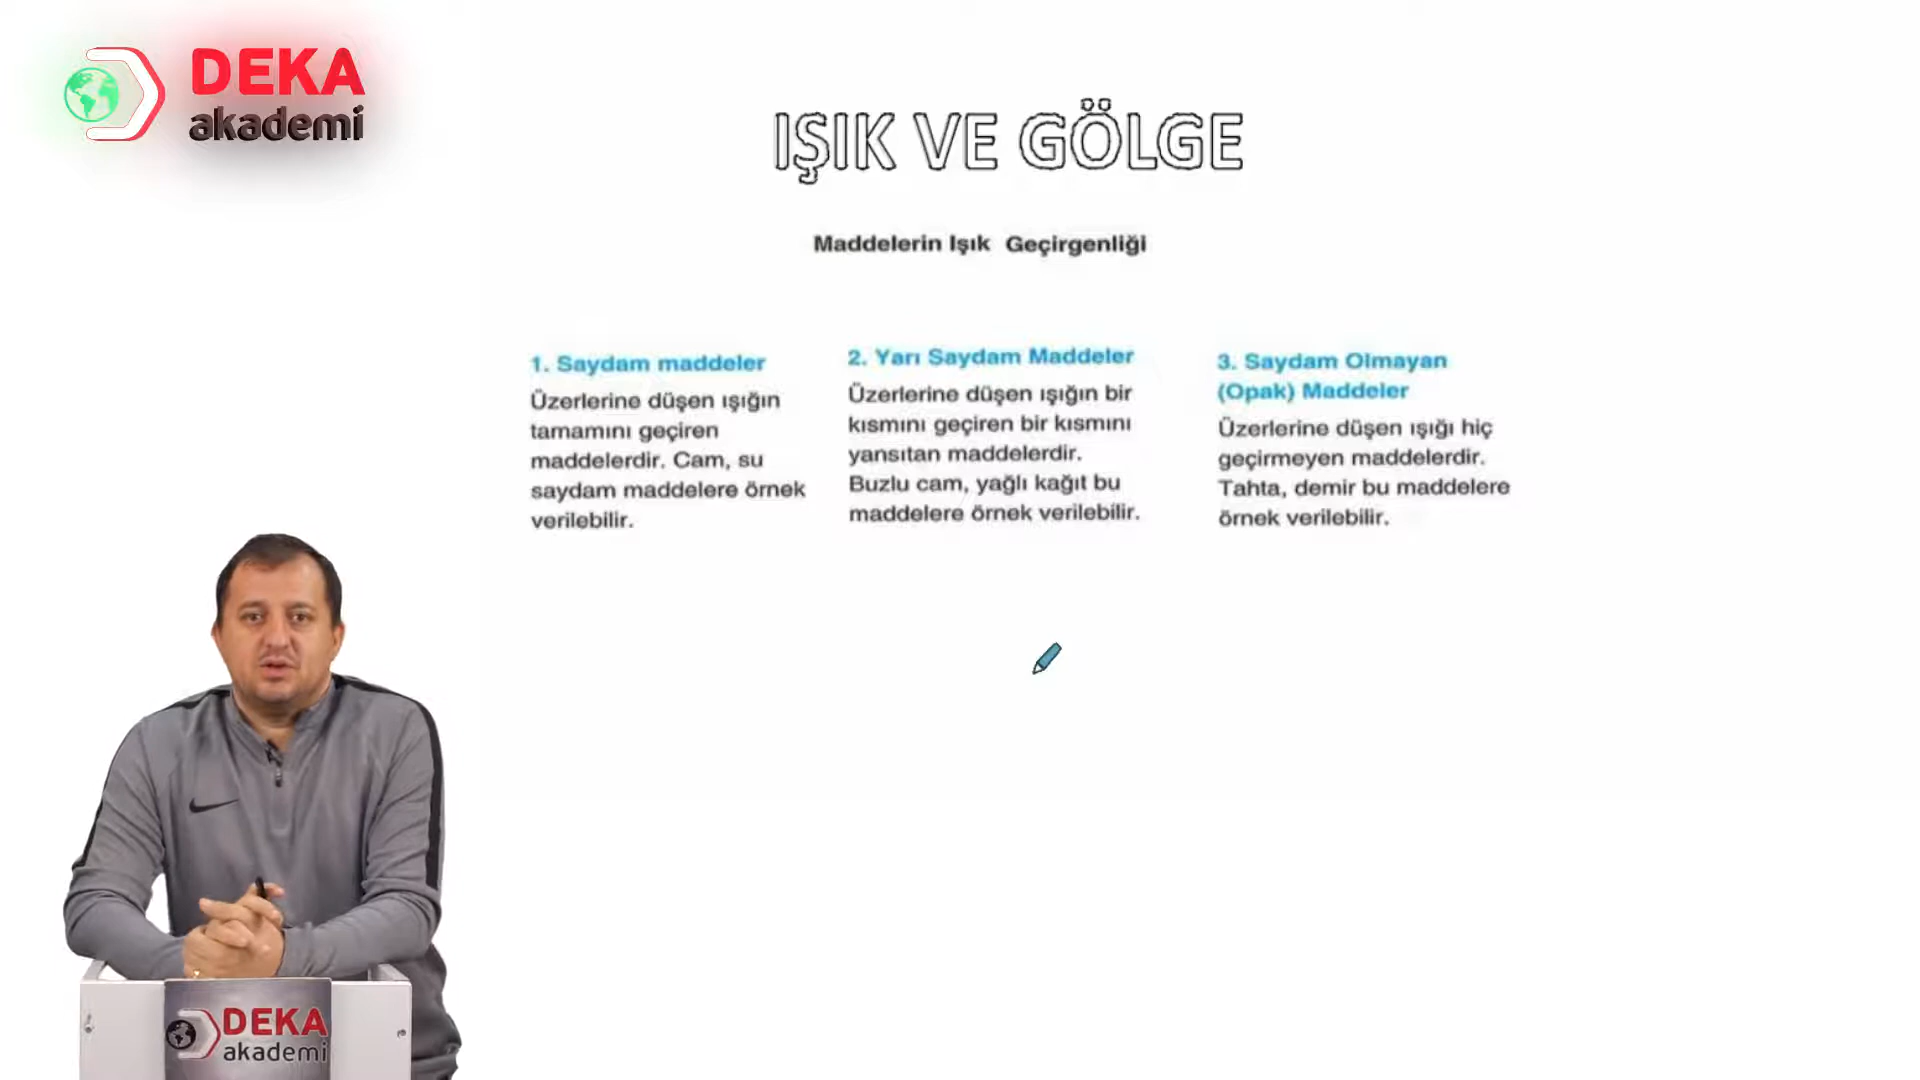 DEKA
akademi
IŞIK VE GÖLGE
Maddelerin Işık Geçirgenliği
1. Saydam maddeler
Üzerlerine düşen ışığın
tamamını geçiren
maddelerdir. Cam, su
saydam maddelere örnek
verilebilir.
2. Yarı Saydam Maddeler
Üzerlerine düşen ışığın bir
kısmını geçiren bir kısmını
yansıtan maddelerdir.
Buzlu cam, yağlı kağıt bu
maddelere örnek verilebilir.
3. Saydam Olmayan
(Opak) Maddeler
Üzerlerine düşen ışığı hiç
geçirmeyen maddelerdir.
Tahta, demir bu maddelere
örnek verilebilir.
DEKA
akademi